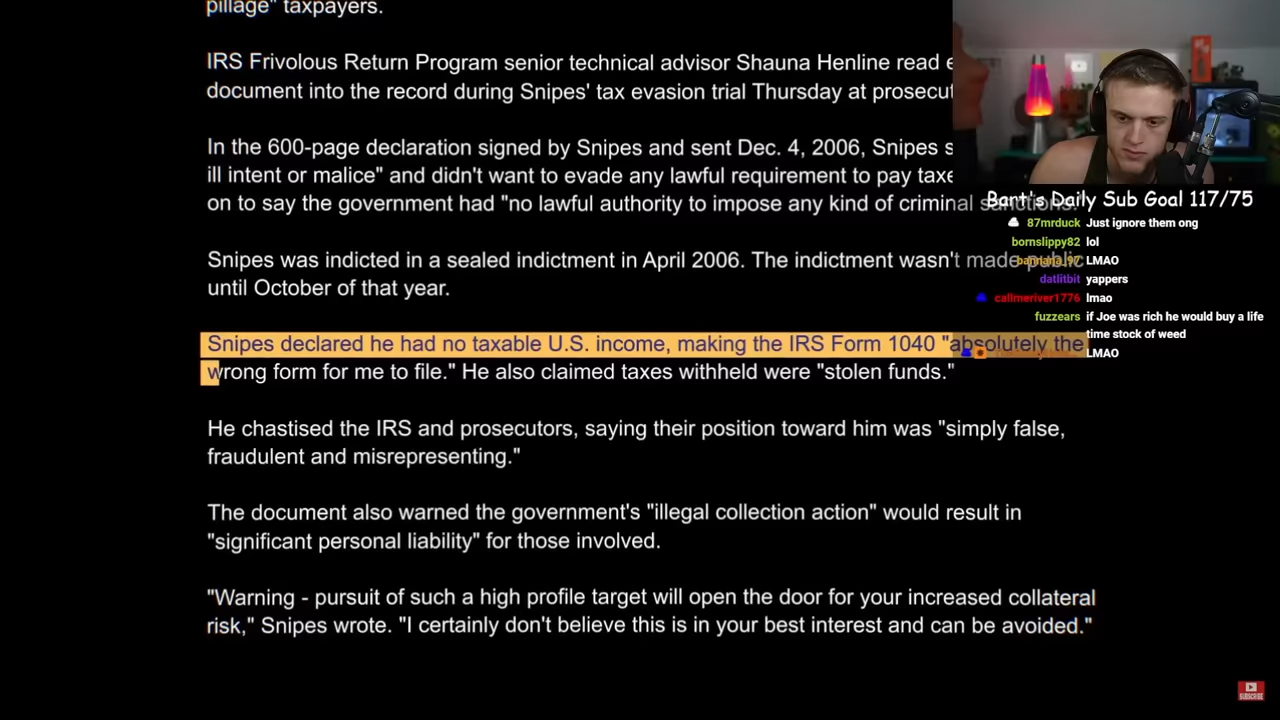 pillage" taxpayers.
IRS Frivolous Return Program senior technical advisor Shauna Henline read
document into the record during Snipes' tax evasion trial Thursday at
In the 600-page declaration signed by Snipes and sent Dec. 4, 2006, Snipes
ill intent or malice" and didn't want to evade any lawful requirement to pay
on to say the government had "no lawful authority to impose any kind of criminal sanctions."
Snipes was indicted in a sealed indictment in April 2006. The indictment wasn't made public
until October of that year.
Snipes declared he had no taxable U.S. income, making the IRS Form 1040 "absolutely the
wrong form for me to file." He also claimed taxes withheld were "stolen funds."
He chastised the IRS and prosecutors, saying their position toward him was "simply false,
fraudulent and misrepresenting."
The document also warned the government's "illegal collection action" would result in
"significant personal liability" for those involved.
"Warning - pursuit of such a high profile target will open the door for your increased collateral
risk," Snipes wrote. "I certainly don't believe this is in your best interest and can be avoided."
Bant's Daily Sub Goal 117/75
87mrduck Just ignore them ong
bornslippy82 lol
LMAO
datlitbit yappers
callmeriver1776 lmao
fuzzears if Joe was rich he would buy a life
time stock of weed
LMAO
SUBSCRIBE